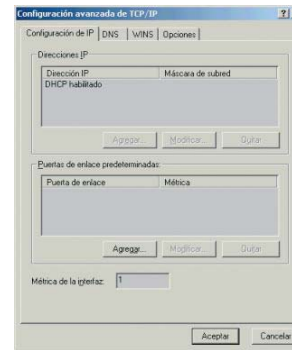 Configuración avanzada de TCP/IP
Configuración de IP DNS WINS Opciones
Direcciones IP
Dirección IP Máscara de subred
DHCP habilitado
Agregar... Modificar... Quitar
Puertas de enlace predeterminadas:
Puerta de enlace Métrica
Agregar... Modificar... Quitar
Métrica de la interfaz: 1
Aceptar Cancelar